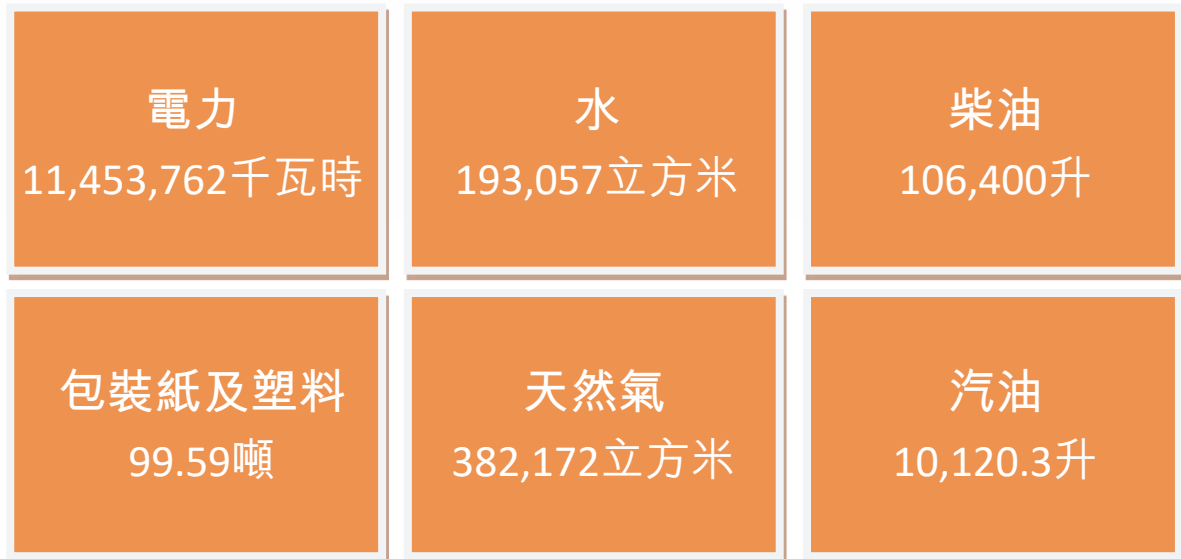 電力
11,453,762千瓦時
水
193,057立方米
柴油
106,400升
包裝紙及塑料
99.59噸
天然氣
382,172立方米
汽油
10,120.3升